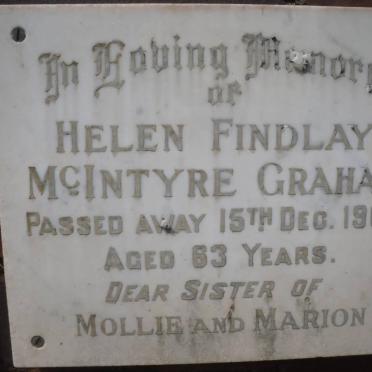 In Loving Memor
of
HELEN FINDLAY
MCINTYRE GRAHA
PASSED AWAY 15TH DEC. 19
AGED 63 YEARS.
DEAR SISTER OF
MOLLIE AND MARION